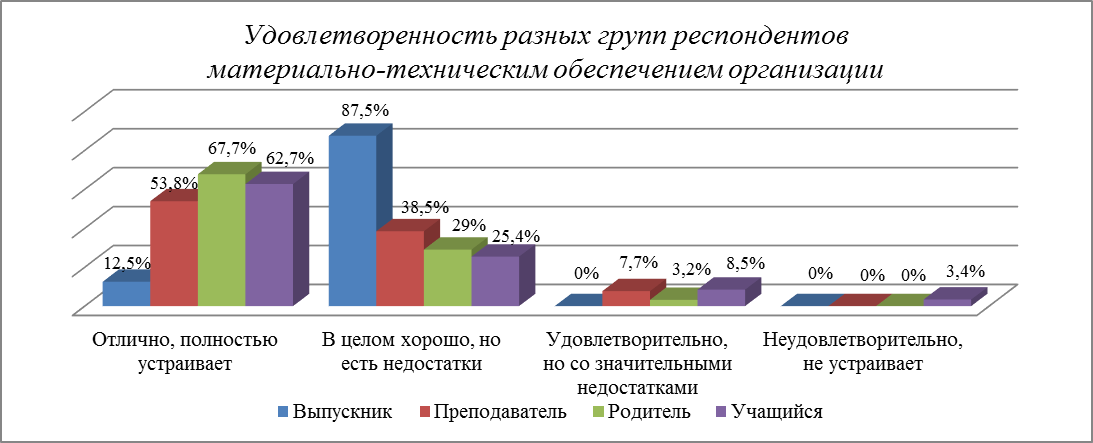 Удовлетворенность разных групп респондентов
материально-техническим обеспечением организации
12,5%
53,8%
67,7%
62,7%
87,5%
38,5%
29%
25,4%
0%
7,7%
3,2%
8,5%
0%
0%
0%
3,4%
Отлично, полностью
устраивает
В целом хорошо, но
есть недостатки
Удовлетворительно,
но со значительными
недостатками
Неудовлетворительно,
не устраивает
Выпускник Преподаватель Родитель Учащийся